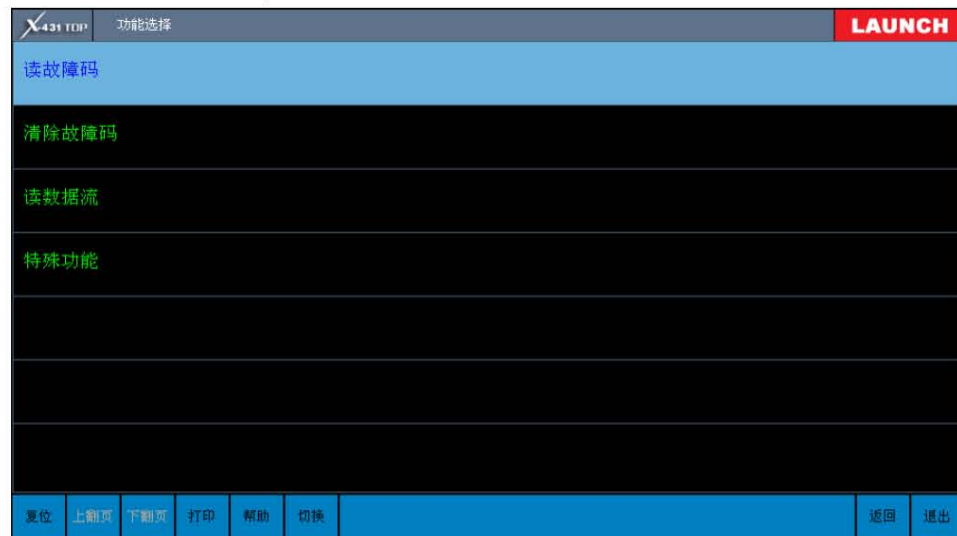 X-431 TOP 功能选择 LAUNCH
读故障码
清除故障码
读数据流
特殊功能
复位 上翻页 下翻页 打印 帮助 切换 返回 退出